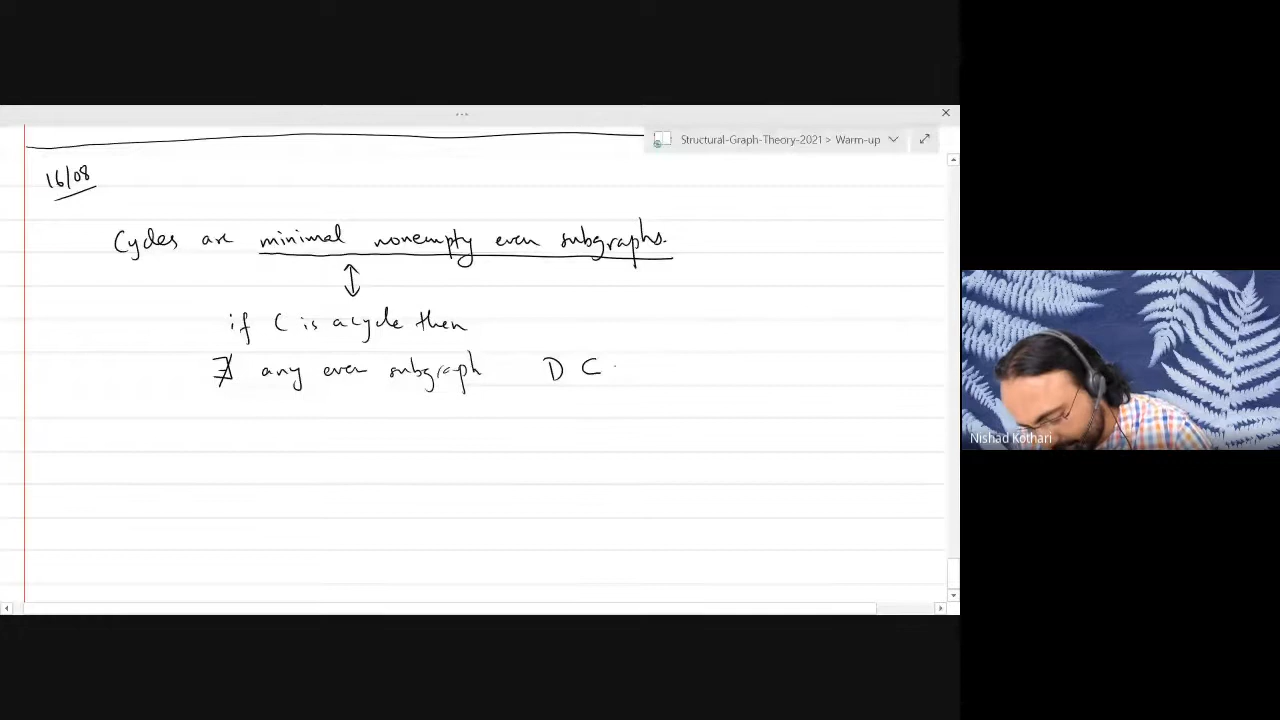 Structural-Graph-Theory-2021 > Warm-up
16/08
Cycles are minimal nonempty even subgraphs.
↕
if C is a cycle then
∄ any even subgraph D C
Nishad Kothari